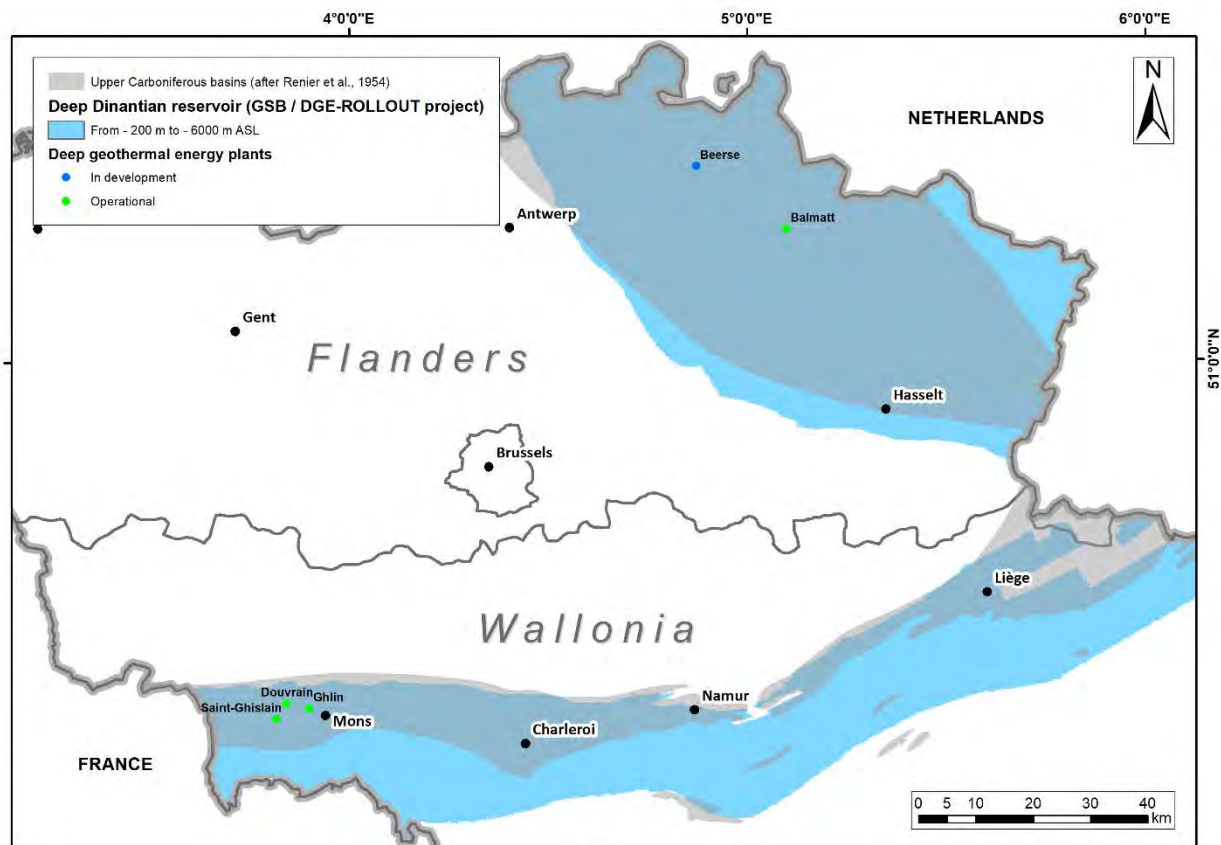 4°0'0"E
5°0'0"E
6°0'0"E
Upper Carboniferous basins (after Renier et al., 1954)
Deep Dinantian reservoir (GSB / DGE-ROLLOUT project)
From - 200 m to - 6000 m ASL
Deep geothermal energy plants
In development
Operational
N
NETHERLANDS
Beerse
Antwerp
Balmatt
Gent
Flanders
51°0'0"N
Hasselt
Brussels
Liège
Wallonia
Douvrain
Ghlin
Saint-Ghislain
Mons
Namur
Charleroi
FRANCE
0 5 10 20 30 40
km